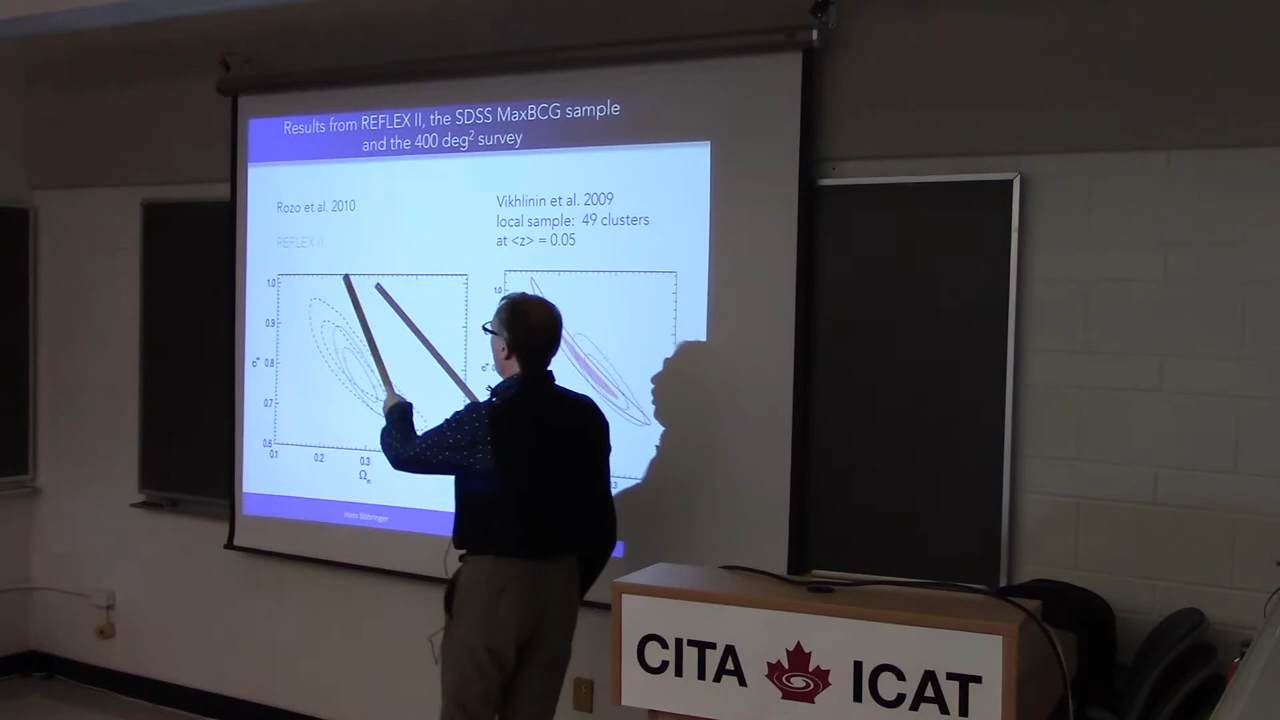 Results from REFLEX II, the SDSS MaxBCG sample
and the 400 deg² survey
Rozo et al. 2010
REFLEX II
Vikhlinin et al. 2009
local sample: 49 clusters
at <z> = 0.05
1.0
0.9
0.8
0.7
0.6
0.1
0.2
0.3
Ωm
1.0
Hans Böhringer
CITA ICAT